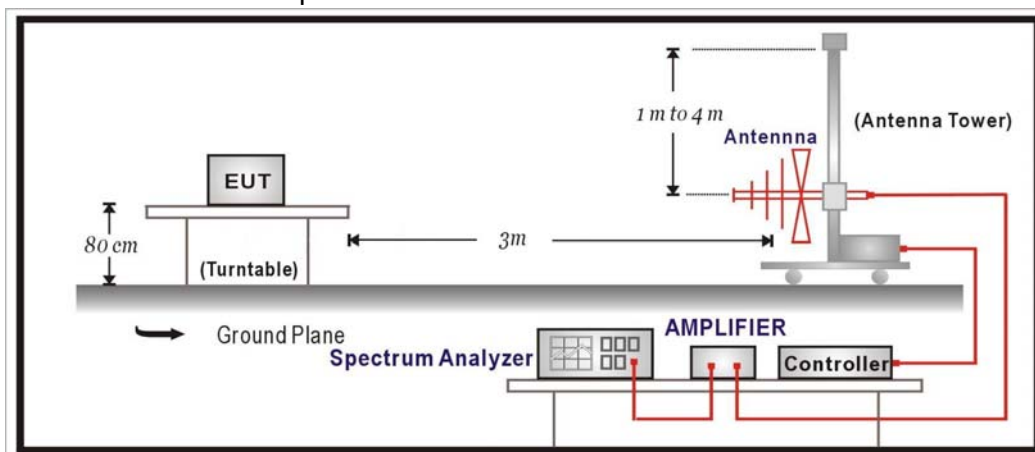 1 m to 4 m
(Antenna Tower)
Antennna
EUT
80 cm
3m
(Turntable)
Ground Plane
AMPLIFIER
Spectrum Analyzer
Controller